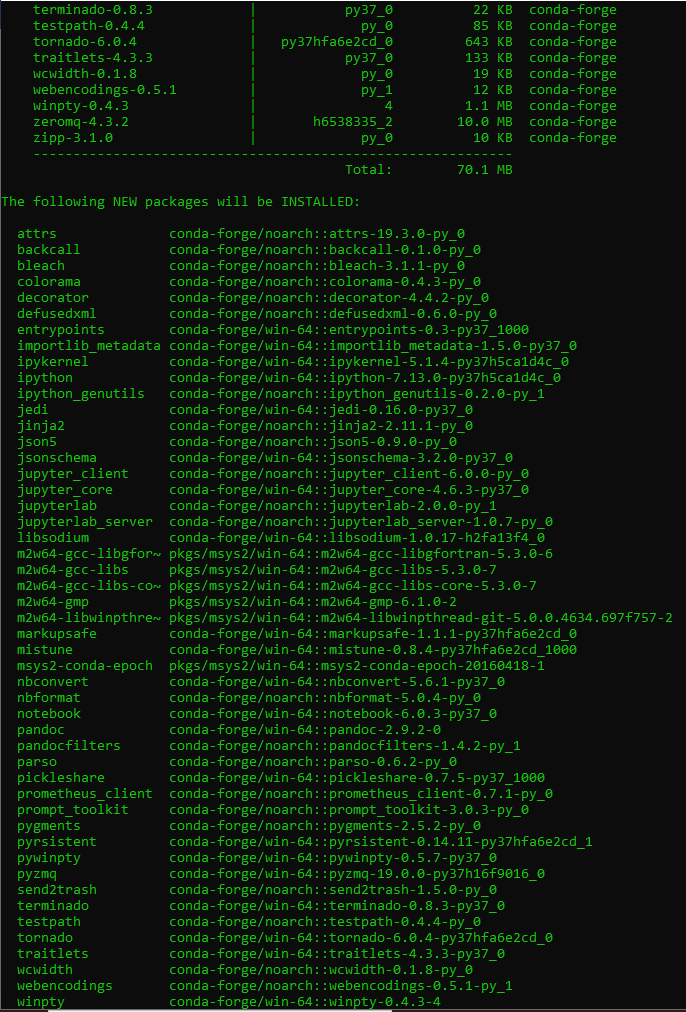 terminado-0.8.3 | py37_0 22 KB conda-forge
testpath-0.4.4 | py_0 85 KB conda-forge
tornado-6.0.4 | py37hfa6e2cd_0 643 KB conda-forge
traitlets-4.3.3 | py37_0 133 KB conda-forge
wcwidth-0.1.8 | py_0 19 KB conda-forge
webencodings-0.5.1 | py_1 12 KB conda-forge
winpty-0.4.3 | 4 1.1 MB conda-forge
zeromq-4.3.2 | h6538335_2 10.0 MB conda-forge
zipp-3.1.0 | py_0 10 KB conda-forge
------------------------------------------------------------
Total: 70.1 MB
The following NEW packages will be INSTALLED:
attrs conda-forge/noarch::attrs-19.3.0-py_0
backcall conda-forge/noarch::backcall-0.1.0-py_0
bleach conda-forge/noarch::bleach-3.1.1-py_0
colorama conda-forge/noarch::colorama-0.4.3-py_0
decorator conda-forge/noarch::decorator-4.4.2-py_0
defusedxml conda-forge/noarch::defusedxml-0.6.0-py_0
entrypoints conda-forge/win-64::entrypoints-0.3-py37_1000
importlib_metadata conda-forge/win-64::importlib_metadata-1.5.0-py37_0
ipykernel conda-forge/win-64::ipykernel-5.1.4-py37h5ca1d4c_0
ipython conda-forge/win-64::ipython-7.13.0-py37h5ca1d4c_0
ipython_genutils conda-forge/noarch::ipython_genutils-0.2.0-py_1
jedi conda-forge/win-64::jedi-0.16.0-py37_0
jinja2 conda-forge/noarch::jinja2-2.11.1-py_0
json5 conda-forge/noarch::json5-0.9.0-py_0
jsonschema conda-forge/win-64::jsonschema-3.2.0-py37_0
jupyter_client conda-forge/noarch::jupyter_client-6.0.0-py_0
jupyter_core conda-forge/win-64::jupyter_core-4.6.3-py37_0
jupyterlab conda-forge/noarch::jupyterlab-2.0.0-py_1
jupyterlab_server conda-forge/noarch::jupyterlab_server-1.0.7-py_0
libsodium conda-forge/win-64::libsodium-1.0.17-h2fa13f4_0
m2w64-gcc-libgfor~ pkgs/msys2/win-64::m2w64-gcc-libgfortran-5.3.0-6
m2w64-gcc-libs pkgs/msys2/win-64::m2w64-gcc-libs-5.3.0-7
m2w64-gcc-libs-co~ pkgs/msys2/win-64::m2w64-gcc-libs-core-5.3.0-7
m2w64-gmp pkgs/msys2/win-64::m2w64-gmp-6.1.0-2
m2w64-libwinpthre~ pkgs/msys2/win-64::m2w64-libwinpthread-git-5.0.0.4634.697f757-2
markupsafe conda-forge/win-64::markupsafe-1.1.1-py37hfa6e2cd_0
mistune conda-forge/win-64::mistune-0.8.4-py37hfa6e2cd_1000
msys2-conda-epoch pkgs/msys2/win-64::msys2-conda-epoch-20160418-1
nbconvert conda-forge/win-64::nbconvert-5.6.1-py37_0
nbformat conda-forge/noarch::nbformat-5.0.4-py_0
notebook conda-forge/win-64::notebook-6.0.3-py37_0
pandoc conda-forge/win-64::pandoc-2.9.2-0
pandocfilters conda-forge/noarch::pandocfilters-1.4.2-py_1
parso conda-forge/noarch::parso-0.6.2-py_0
pickleshare conda-forge/win-64::pickleshare-0.7.5-py37_1000
prometheus_client conda-forge/noarch::prometheus_client-0.7.1-py_0
prompt_toolkit conda-forge/noarch::prompt_toolkit-3.0.3-py_0
pygments conda-forge/noarch::pygments-2.5.2-py_0
pyrsistent conda-forge/win-64::pyrsistent-0.14.11-py37hfa6e2cd_1
pywinpty conda-forge/win-64::pywinpty-0.5.7-py37_0
pyzmq conda-forge/win-64::pyzmq-19.0.0-py37h16f9016_0
send2trash conda-forge/noarch::send2trash-1.5.0-py_0
terminado conda-forge/win-64::terminado-0.8.3-py37_0
testpath conda-forge/noarch::testpath-0.4.4-py_0
tornado conda-forge/win-64::tornado-6.0.4-py37hfa6e2cd_0
traitlets conda-forge/win-64::traitlets-4.3.3-py37_0
wcwidth conda-forge/noarch::wcwidth-0.1.8-py_0
webencodings conda-forge/noarch::webencodings-0.5.1-py_1
winpty conda-forge/win-64::winpty-0.4.3-4